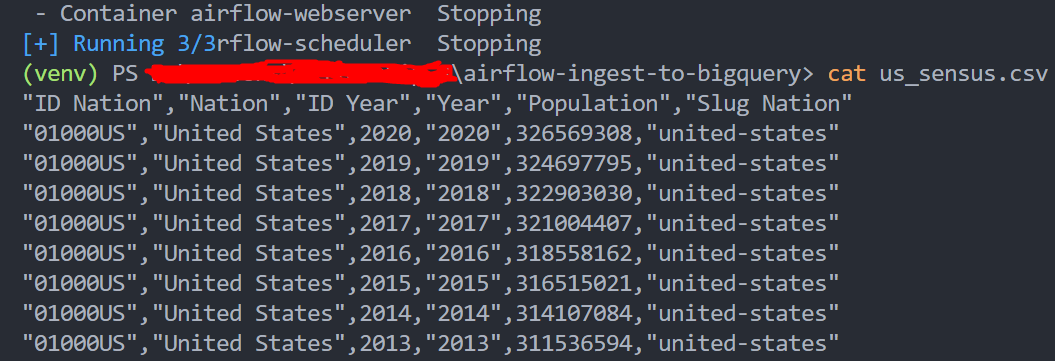 - Container airflow-webserver Stopping
[+] Running 3/3rflow-scheduler Stopping
(venv) PS \airflow-ingest-to-bigquery> cat us_sensus.csv
"ID Nation","Nation","ID Year","Year","Population","Slug Nation"
"01000US","United States",2020,"2020",326569308,"united-states"
"01000US","United States",2019,"2019",324697795,"united-states"
"01000US","United States",2018,"2018",322903030,"united-states"
"01000US","United States",2017,"2017",321004407,"united-states"
"01000US","United States",2016,"2016",318558162,"united-states"
"01000US","United States",2015,"2015",316515021,"united-states"
"01000US","United States",2014,"2014",314107084,"united-states"
"01000US","United States",2013,"2013",311536594,"united-states"